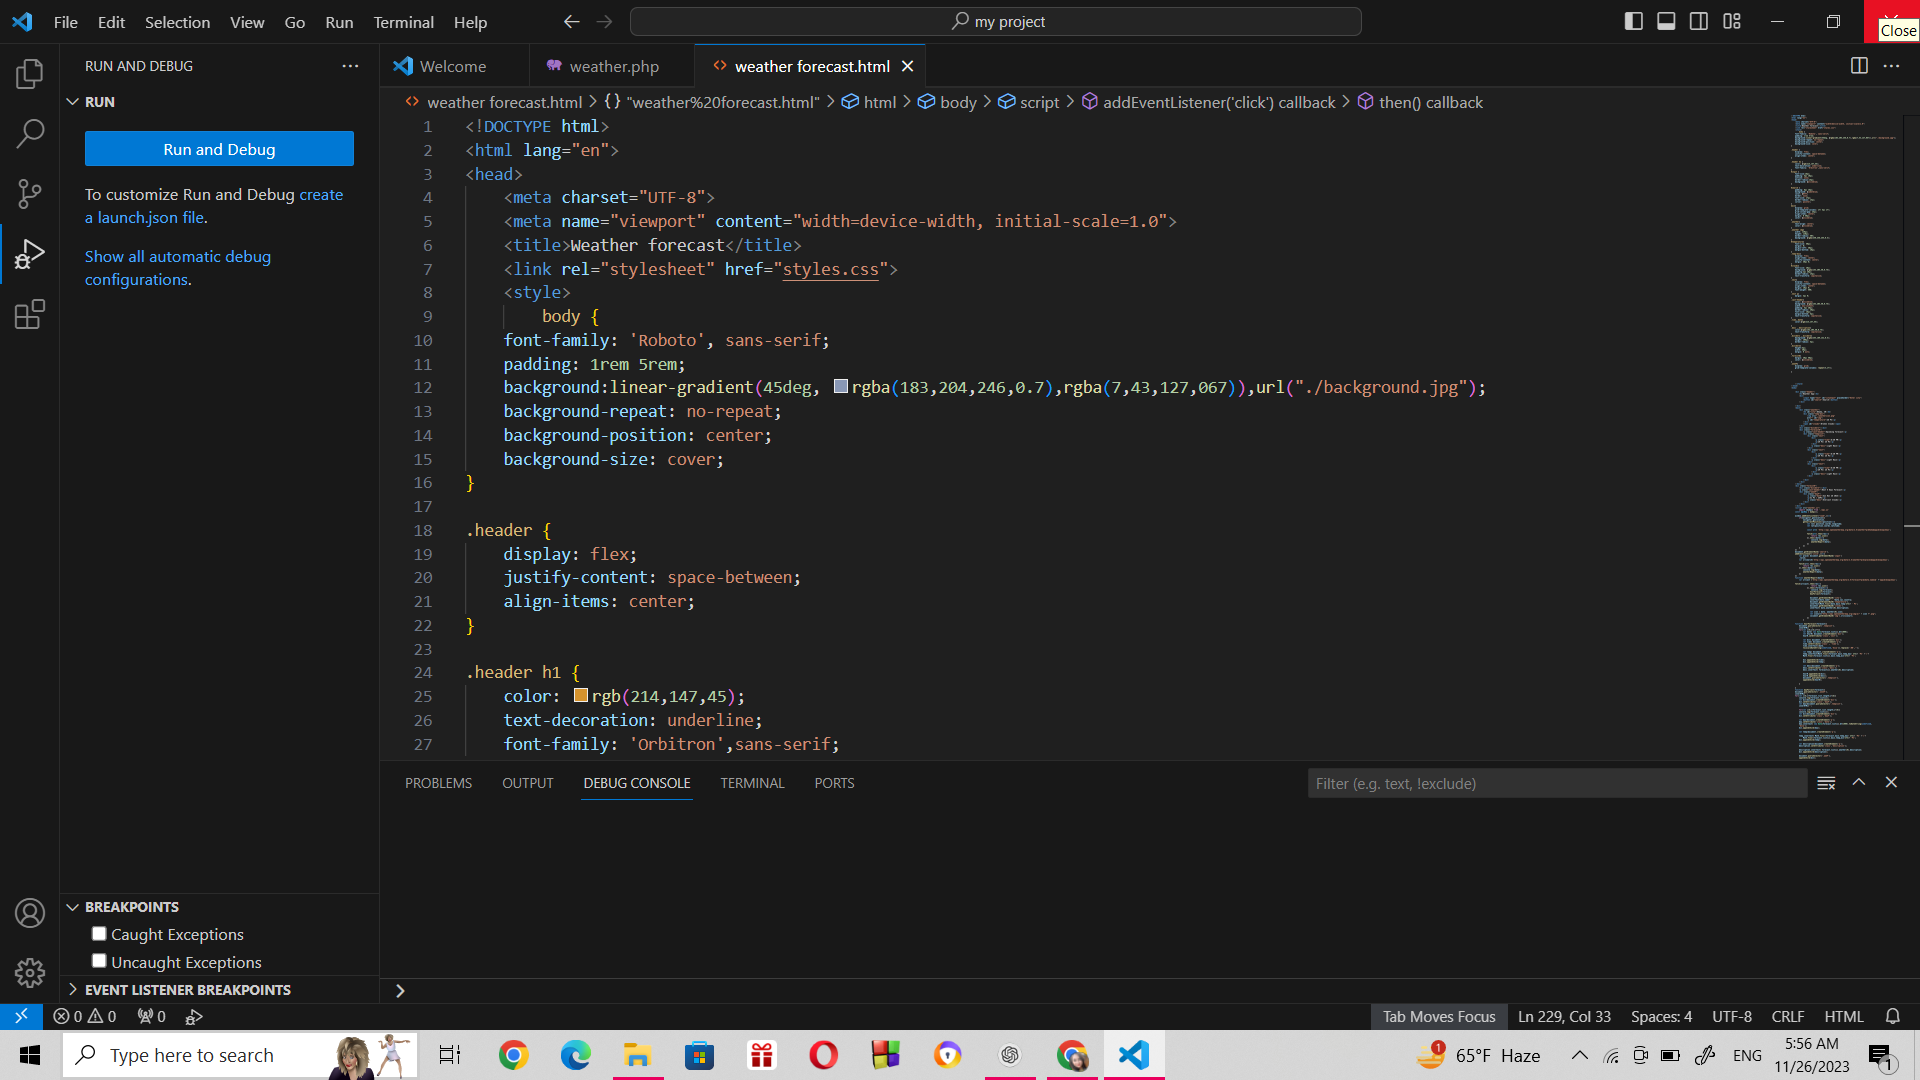 File Edit Selection View Go Run Terminal Help
my project
Close
RUN AND DEBUG
RUN
Run and Debug
To customize Run and Debug create
a launch.json file.
Show all automatic debug
configurations.
BREAKPOINTS
Caught Exceptions
Uncaught Exceptions
EVENT LISTENER BREAKPOINTS
Welcome weather.php weather forecast.html
weather forecast.html > {} "weather%20forecast.html" > html > body > script > addEventListener('click') callback > then() callback
1 <!DOCTYPE html>
2 <html lang="en">
3 <head>
4 <meta charset="UTF-8">
5 <meta name="viewport" content="width=device-width, initial-scale=1.0">
6 <title>Weather forecast</title>
7 <link rel="stylesheet" href="styles.css">
8 <style>
9 body {
10 font-family: 'Roboto', sans-serif;
11 padding: 1rem 5rem;
12 background:linear-gradient(45deg, rgba(183,204,246,0.7),rgba(7,43,127,067)),url("./background.jpg");
13 background-repeat: no-repeat;
14 background-position: center;
15 background-size: cover;
16 }
17
18 .header {
19 display: flex;
20 justify-content: space-between;
21 align-items: center;
22 }
23
24 .header h1 {
25 color: rgb(214,147,45);
26 text-decoration: underline;
27 font-family: 'Orbitron',sans-serif;
PROBLEMS OUTPUT DEBUG CONSOLE TERMINAL PORTS
Filter (e.g. text, !exclude)
0 0 0
Tab Moves Focus Ln 229, Col 33 Spaces: 4 UTF-8 CRLF HTML
Type here to search
1 65°F Haze ENG
5:56 AM
11/26/2023
1